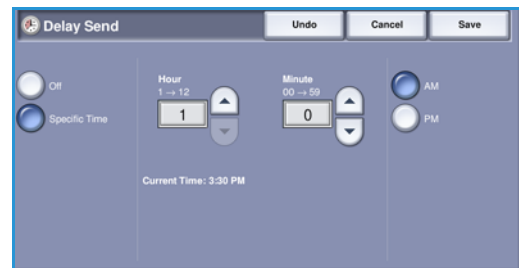 Delay Send
Undo
Cancel
Save
Off
Specific Time
Hour
1 → 12
1
Minute
00 → 59
0
AM
PM
Current Time: 3:30 PM